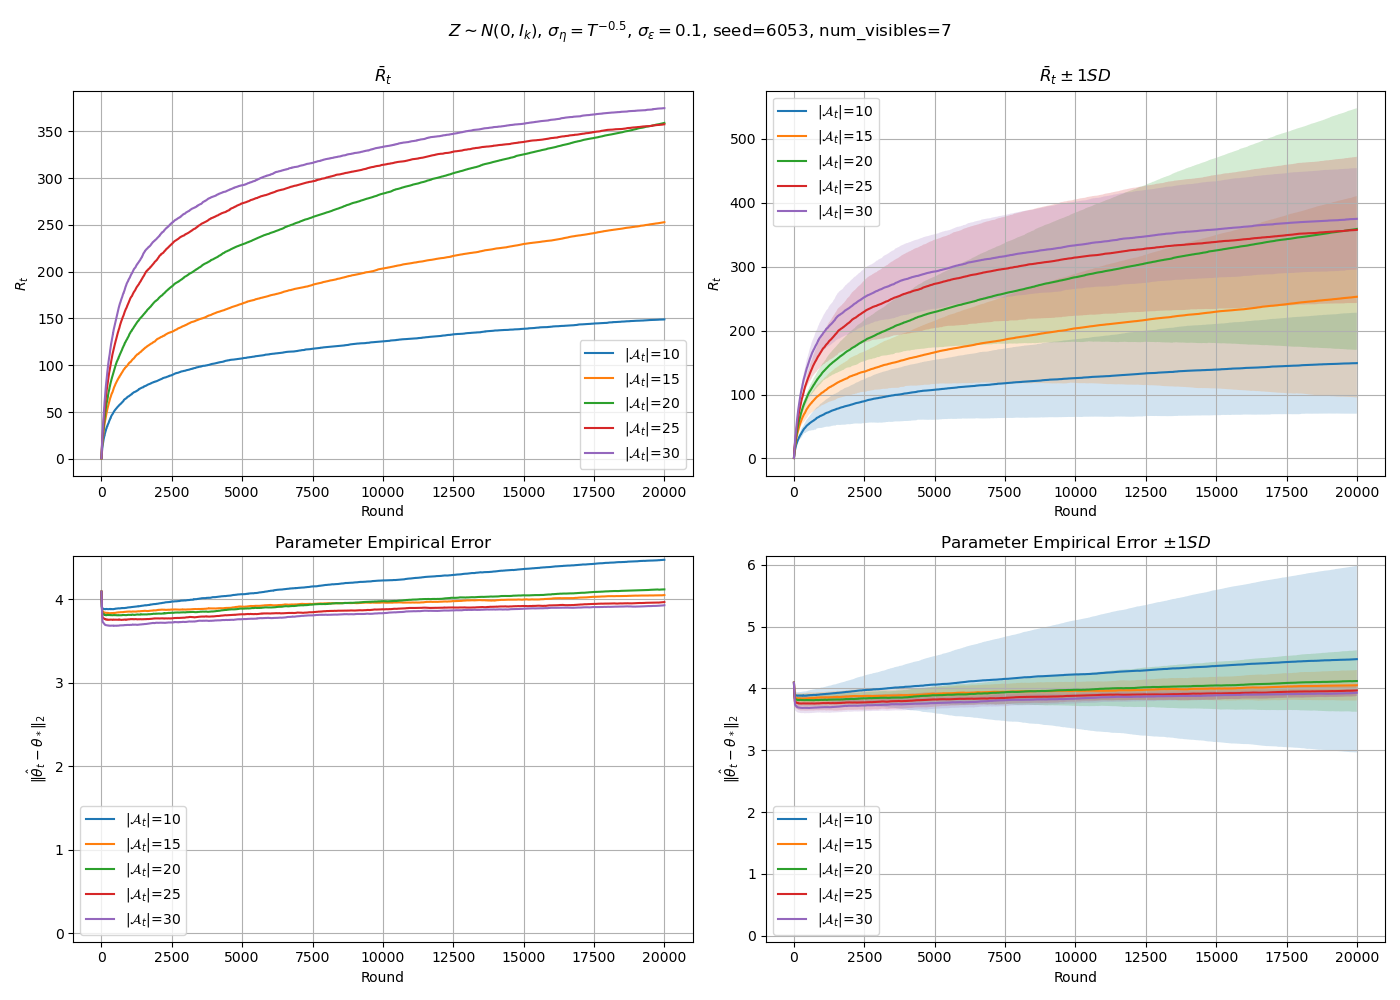 Z ∼ N(0, I_k), σ_η = T^{−0.5}, σ_ε = 0.1, seed=6053, num_visibles=7
R̄_t
R_t
350
300
250
200
150
100
50
0
|𝒜_t|=10
|𝒜_t|=15
|𝒜_t|=20
|𝒜_t|=25
|𝒜_t|=30
0 2500 5000 7500 10000 12500 15000 17500 20000
Round
R̄_t ± 1SD
R_t
500
400
300
200
100
0
|𝒜_t|=10
|𝒜_t|=15
|𝒜_t|=20
|𝒜_t|=25
|𝒜_t|=30
0 2500 5000 7500 10000 12500 15000 17500 20000
Round
Parameter Empirical Error
‖θ̂_t − θ_*‖_2
4
3
2
1
0
|𝒜_t|=10
|𝒜_t|=15
|𝒜_t|=20
|𝒜_t|=25
|𝒜_t|=30
0 2500 5000 7500 10000 12500 15000 17500 20000
Round
Parameter Empirical Error ±1SD
‖θ̂_t − θ_*‖_2
6
5
4
3
2
1
0
|𝒜_t|=10
|𝒜_t|=15
|𝒜_t|=20
|𝒜_t|=25
|𝒜_t|=30
0 2500 5000 7500 10000 12500 15000 17500 20000
Round